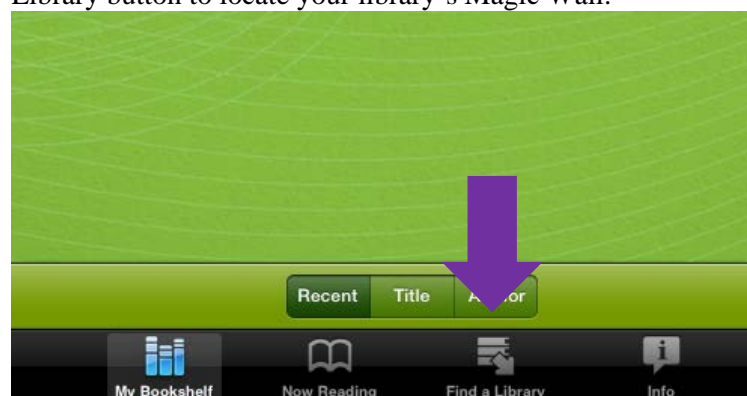 Library button to locate your library's Magic Wall.
Recent Title
My Bookshelf Now Reading Find a Library Info